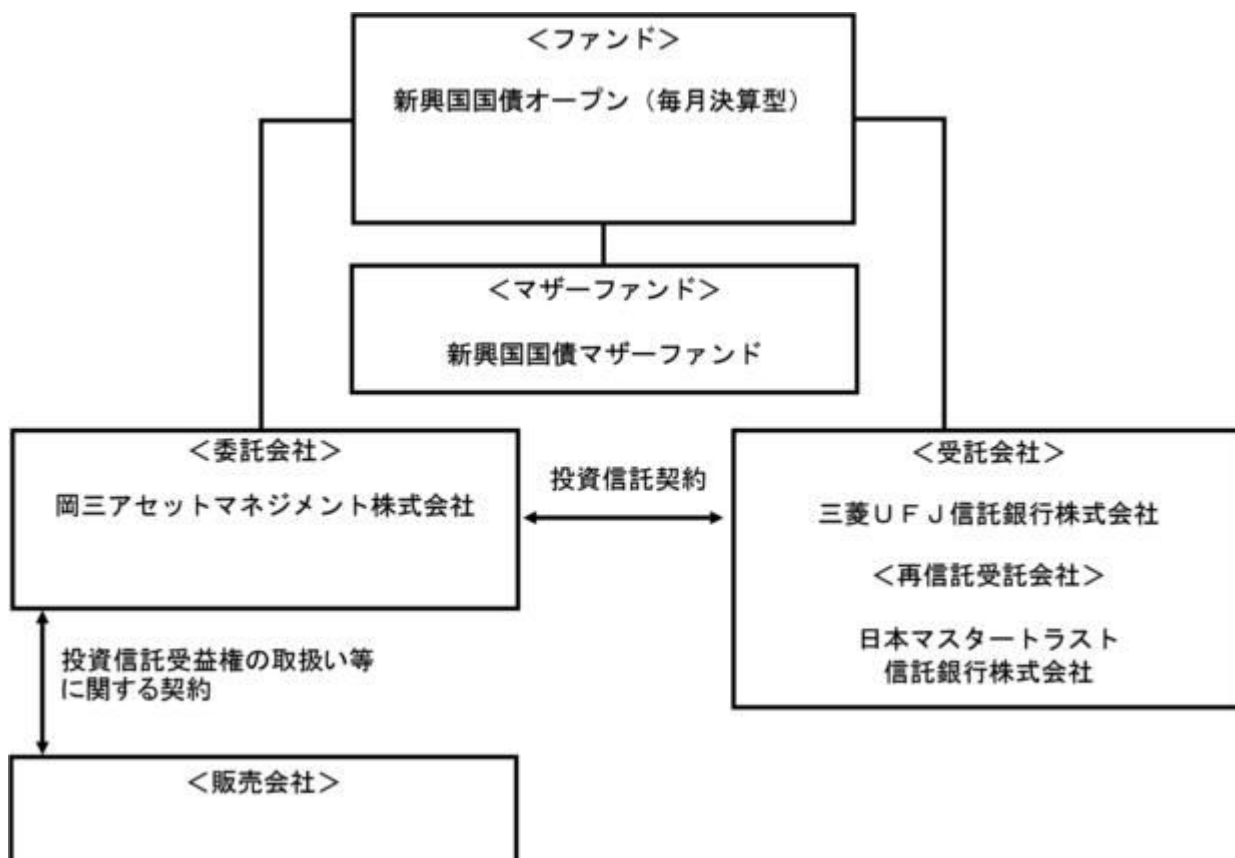 ＜ファンド＞
新興国国債オープン（毎月決算型）
＜マザーファンド＞
新興国国債マザーファンド
＜委託会社＞
岡三アセットマネジメント株式会社
投資信託契約
＜受託会社＞
三菱ＵＦＪ信託銀行株式会社
＜再信託受託会社＞
日本マスタートラスト
信託銀行株式会社
投資信託受益権の取扱い等
に関する契約
＜販売会社＞